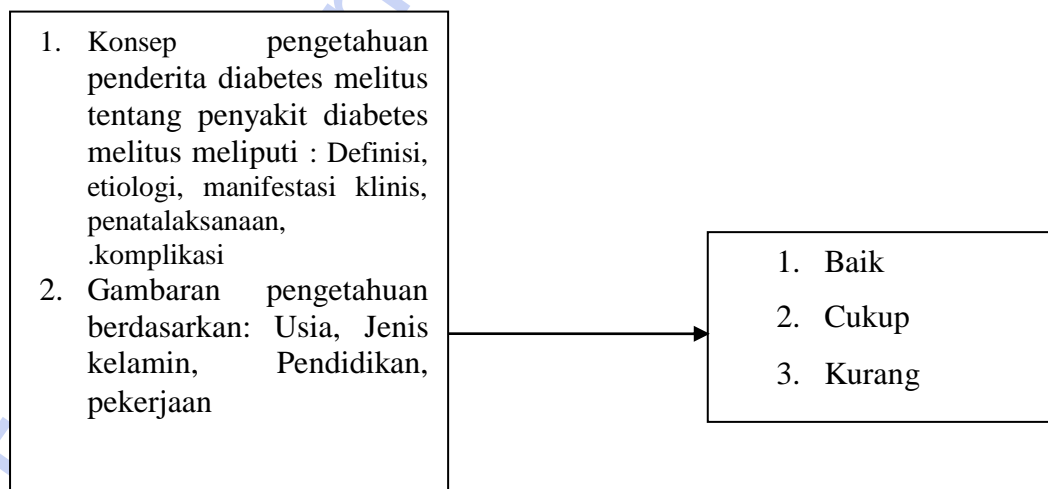 1. Konsep pengetahuan
penderita diabetes melitus
tentang penyakit diabetes
melitus meliputi : Definisi,
etiologi, manifestasi klinis,
penatalaksanaan,
.komplikasi
2. Gambaran pengetahuan
berdasarkan: Usia, Jenis
kelamin, Pendidikan,
pekerjaan
1. Baik
2. Cukup
3. Kurang